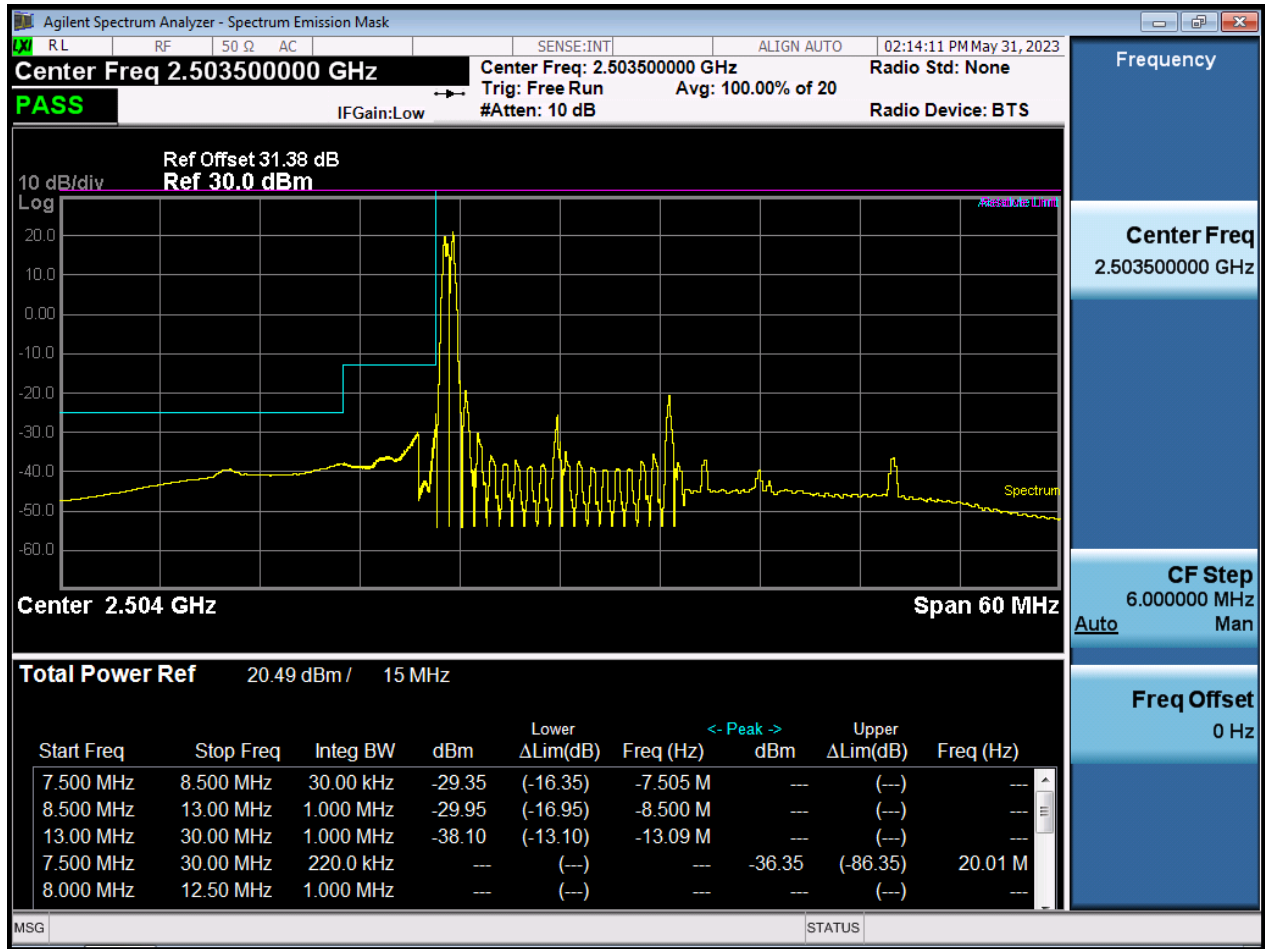 Agilent Spectrum Analyzer - Spectrum Emission Mask
LXI RL RF 50 Ω AC SENSE:INT ALIGN AUTO 02:14:11 PM May 31, 2023
Center Freq 2.503500000 GHz
Center Freq: 2.503500000 GHz
Radio Std: None
Trig: Free Run Avg: 100.00% of 20
PASS
IFGain:Low
#Atten: 10 dB
Radio Device: BTS
Ref Offset 31.38 dB
10 dB/div Ref 30.0 dBm
Log
Absolute Limit
20.0
10.0
0.00
-10.0
-20.0
-30.0
-40.0
Spectrum
-50.0
-60.0
Center 2.504 GHz Span 60 MHz
Total Power Ref 20.49 dBm / 15 MHz
Lower <- Peak -> Upper
Start Freq Stop Freq Integ BW dBm ΔLim(dB) Freq (Hz) dBm ΔLim(dB) Freq (Hz)
7.500 MHz 8.500 MHz 30.00 kHz -29.35 (-16.35) -7.505 M --- (---) ---
8.500 MHz 13.00 MHz 1.000 MHz -29.95 (-16.95) -8.500 M --- (---) ---
13.00 MHz 30.00 MHz 1.000 MHz -38.10 (-13.10) -13.09 M --- (---) ---
7.500 MHz 30.00 MHz 220.0 kHz --- (---) --- -36.35 (-86.35) 20.01 M
8.000 MHz 12.50 MHz 1.000 MHz --- (---) --- --- (---) ---
MSG STATUS
Frequency
Center Freq
2.503500000 GHz
CF Step
6.000000 MHz
Auto Man
Freq Offset
0 Hz